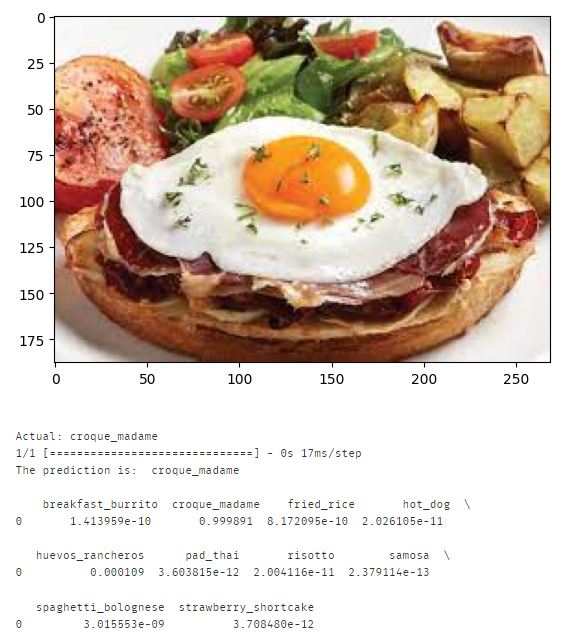 0
25
50
75
100
125
150
175
0 50 100 150 200 250
Actual: croque_madame
1/1 [==============================] - 0s 17ms/step
The prediction is:  croque_madame
breakfast_burrito  croque_madame    fried_rice       hot_dog  \
0       1.413959e-10       0.999891  8.172095e-10  2.026105e-11
huevos_rancheros      pad_thai       risotto        samosa  \
0          0.000109  3.603815e-12  2.004116e-11  2.379114e-13
spaghetti_bolognese  strawberry_shortcake
0         3.015553e-09          3.708480e-12